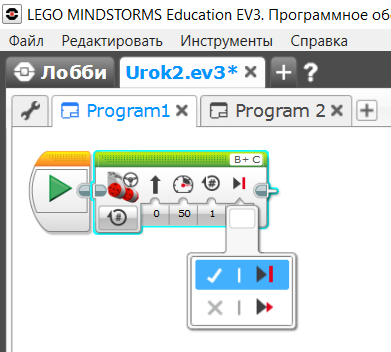 LEGO MINDSTORMS Education EV3. Программное об
Файл Редактировать Инструменты Справка
Лобби Urok2.ev3* × + ?
Program1 × Program 2 × +
B + C
# #
0 50 1